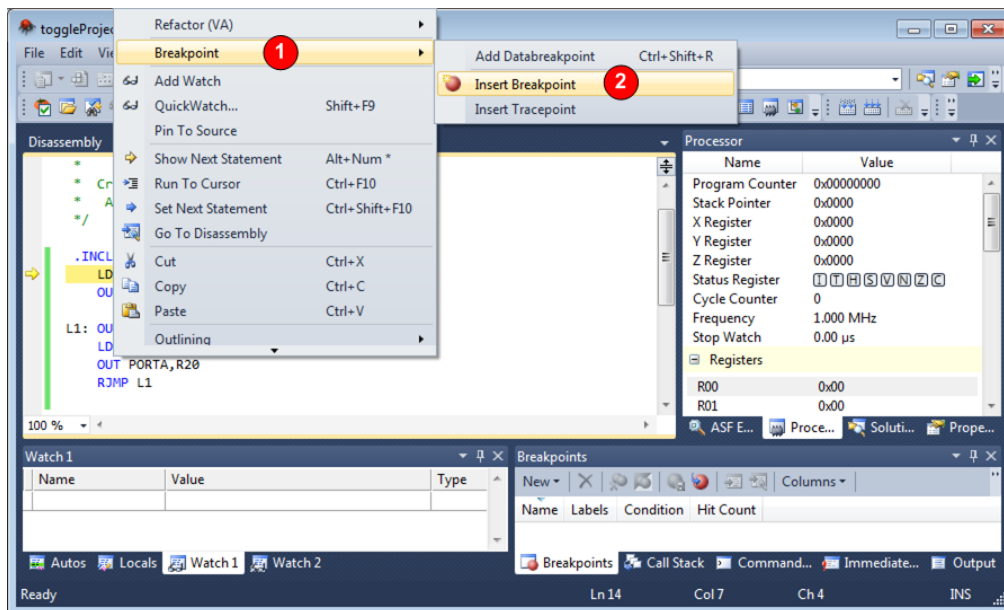 toggleProjec
File Edit Vie
Refactor (VA)
Breakpoint 1
Add Watch
QuickWatch... Shift+F9
Pin To Source
Show Next Statement Alt+Num *
Run To Cursor Ctrl+F10
Set Next Statement Ctrl+Shift+F10
Go To Disassembly
Cut Ctrl+X
Copy Ctrl+C
Paste Ctrl+V
Outlining
Add Databreakpoint Ctrl+Shift+R
Insert Breakpoint 2
Insert Tracepoint
Disassembly
*
* Cr
* A
*/
.INCL
LD
OU
L1: OU
LD
OUT PORTA,R20
RJMP L1
100 %
Processor
Name Value
Program Counter 0x00000000
Stack Pointer 0x0000
X Register 0x0000
Y Register 0x0000
Z Register 0x0000
Status Register I T H S V N Z C
Cycle Counter 0
Frequency 1.000 MHz
Stop Watch 0.00 µs
Registers
R00 0x00
R01 0x00
ASF E... Proce... Soluti... Prope...
Watch 1
Name Value Type
Autos Locals Watch 1 Watch 2
Breakpoints
New Columns
Name Labels Condition Hit Count
Breakpoints Call Stack Command... Immediate... Output
Ready Ln 14 Col 7 Ch 4 INS